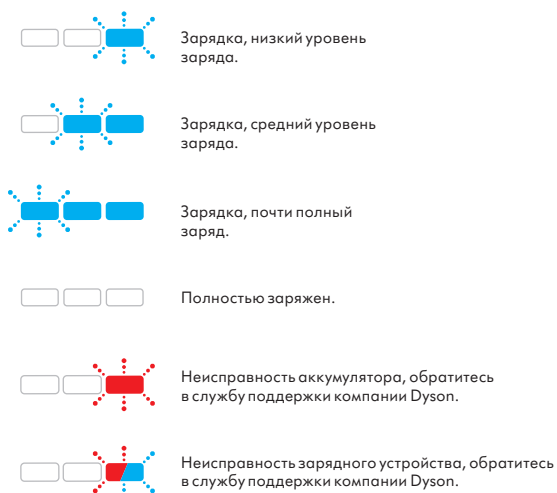 Зарядка, низкий уровень
заряда.
Зарядка, средний уровень
заряда.
Зарядка, почти полный
заряд.
Полностью заряжен.
Неисправность аккумулятора, обратитесь
в службу поддержки компании Dyson.
Неисправность зарядного устройства, обратитесь
в службу поддержки компании Dyson.